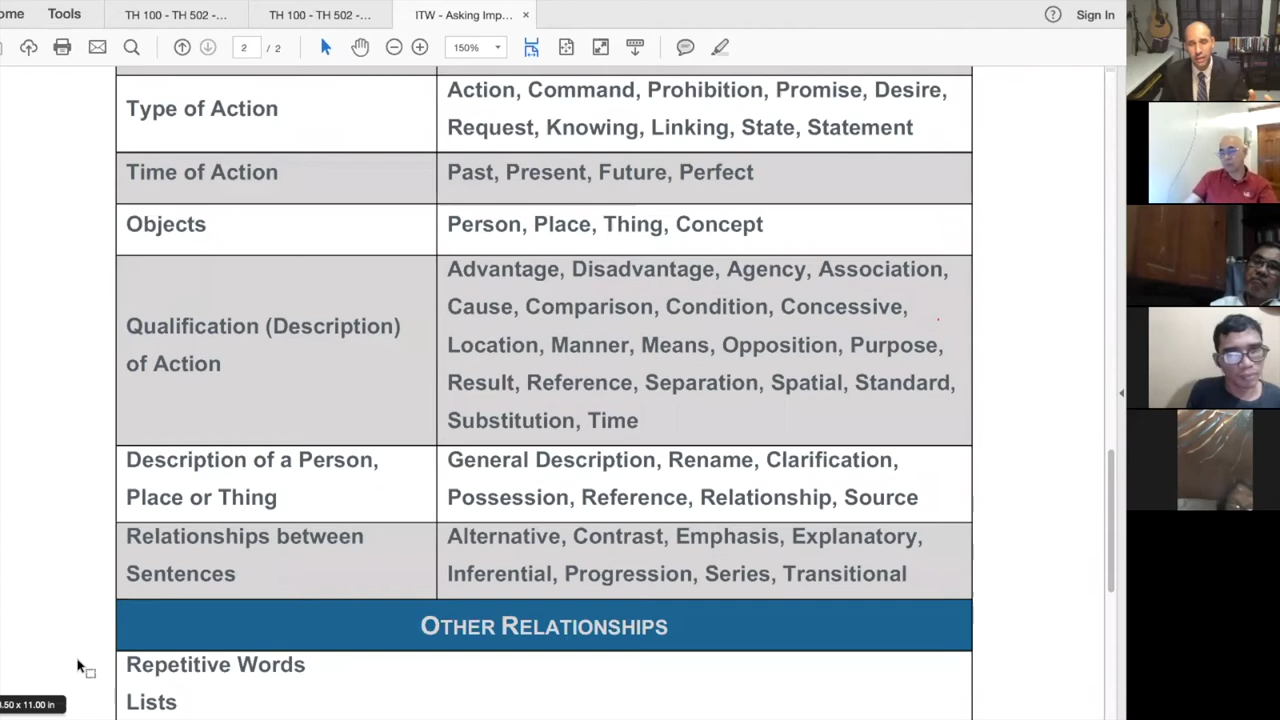 ome Tools TH 100 - TH 502 -... TH 100 - TH 502 -... ITW - Asking Imp... × ? Sign In
2 / 2 150%
Type of Action
Action, Command, Prohibition, Promise, Desire,
Request, Knowing, Linking, State, Statement
Time of Action
Past, Present, Future, Perfect
Objects
Person, Place, Thing, Concept
Qualification (Description)
of Action
Advantage, Disadvantage, Agency, Association,
Cause, Comparison, Condition, Concessive,
Location, Manner, Means, Opposition, Purpose,
Result, Reference, Separation, Spatial, Standard,
Substitution, Time
Description of a Person,
Place or Thing
General Description, Rename, Clarification,
Possession, Reference, Relationship, Source
Relationships between
Sentences
Alternative, Contrast, Emphasis, Explanatory,
Inferential, Progression, Series, Transitional
OTHER RELATIONSHIPS
Repetitive Words
Lists
.50 x 11.00 in